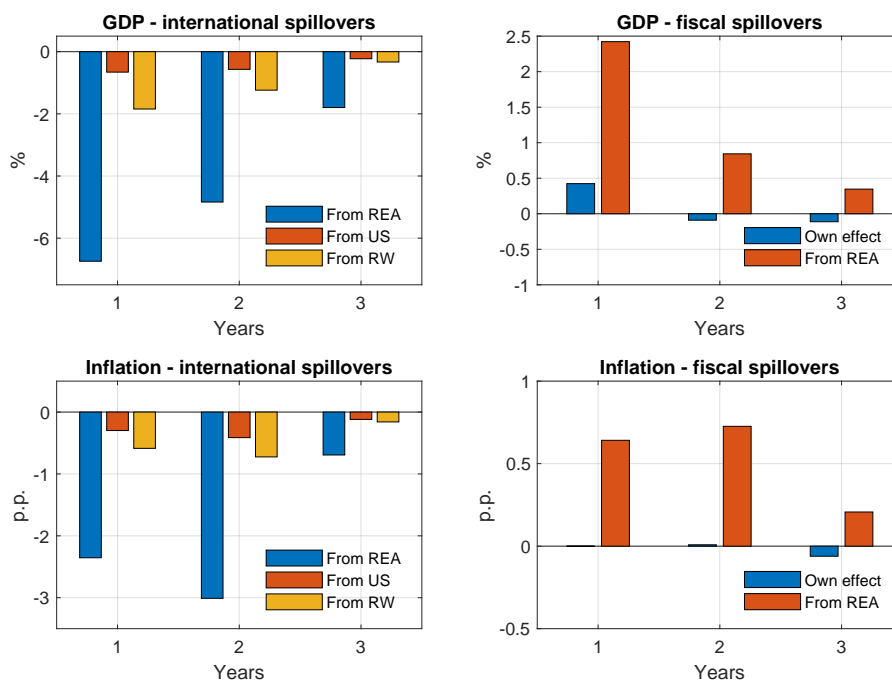 GDP - international spillovers
0
-2
-4
-6
%
From REA
From US
From RW
1 2 3
Years
GDP - fiscal spillovers
2.5
2
1.5
1
0.5
0
-0.5
-1
%
Own effect
From REA
1 2 3
Years
Inflation - international spillovers
0
-1
-2
-3
p.p.
From REA
From US
From RW
1 2 3
Years
Inflation - fiscal spillovers
1
0.5
0
-0.5
p.p.
Own effect
From REA
1 2 3
Years